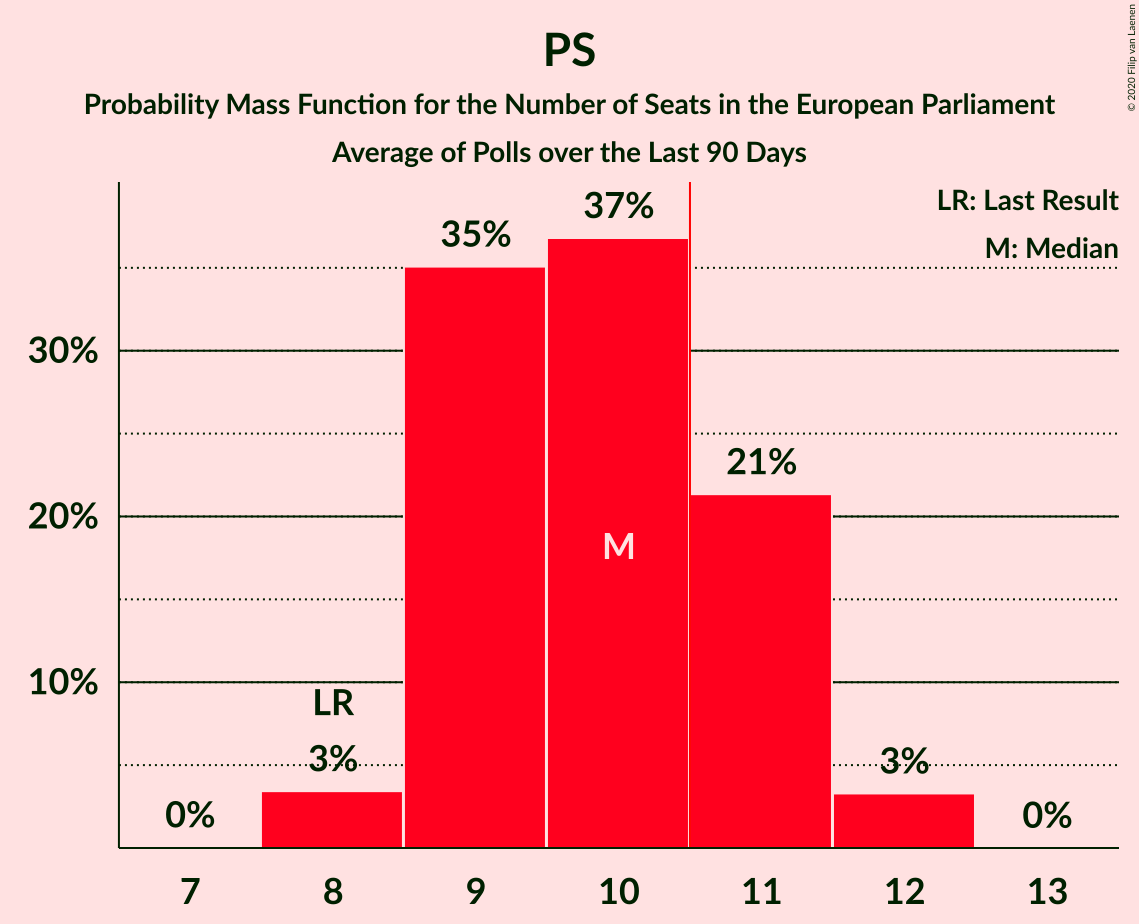 PS
Probability Mass Function for the Number of Seats in the European Parliament
Average of Polls over the Last 90 Days
© 2020 Filip van Laenen
LR: Last Result
M: Median
30%
20%
10%
0%
LR
3%
35%
37%
M
21%
3%
0%
7 8 9 10 11 12 13